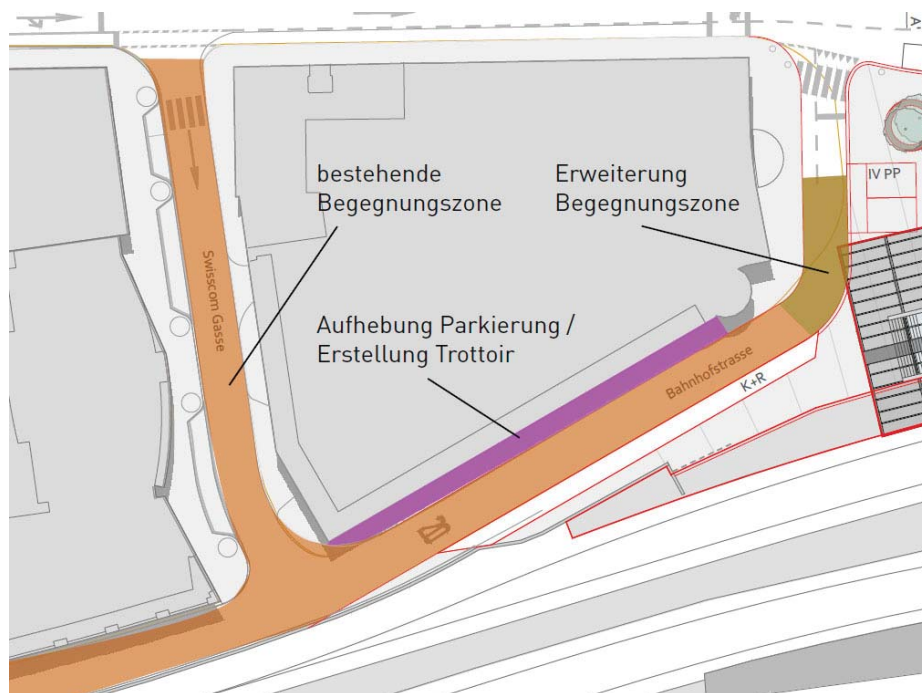 bestehende
Begegnungszone
Erweiterung
Begegnungszone
IV PP
Swisscom Gasse
Aufhebung Parkierung /
Erstellung Trottoir
Bahnhofstrasse
K+R